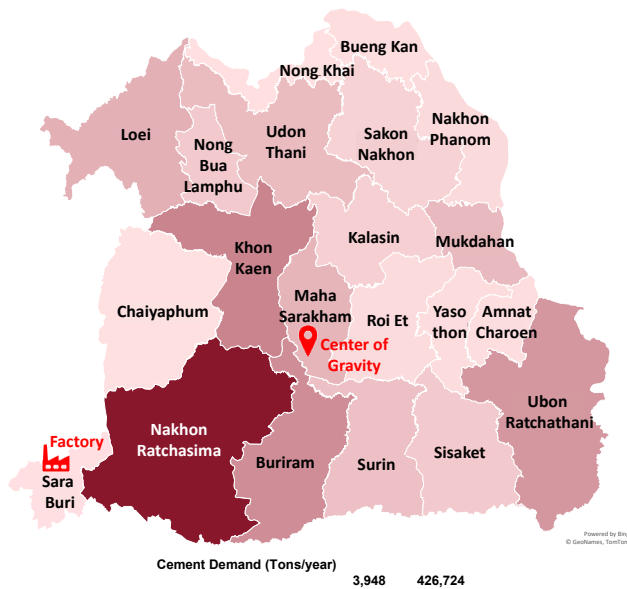 Bueng Kan
Nong Khai
Nakhon
Phanom
Loei
Udon
Thani
Sakon
Nakhon
Nong
Bua
Lamphu
Kalasin
Mukdahan
Khon
Kaen
Maha
Sarakham
Chaiyaphum
Roi Et
Yaso
thon
Amnat
Charoen
Center of
Gravity
Ubon
Ratchathani
Nakhon
Ratchasima
Factory
Sara
Buri
Buriram
Surin
Sisaket
Powered by Bing
© GeoNames, TomTom
Cement Demand (Tons/year)
3,948 426,724